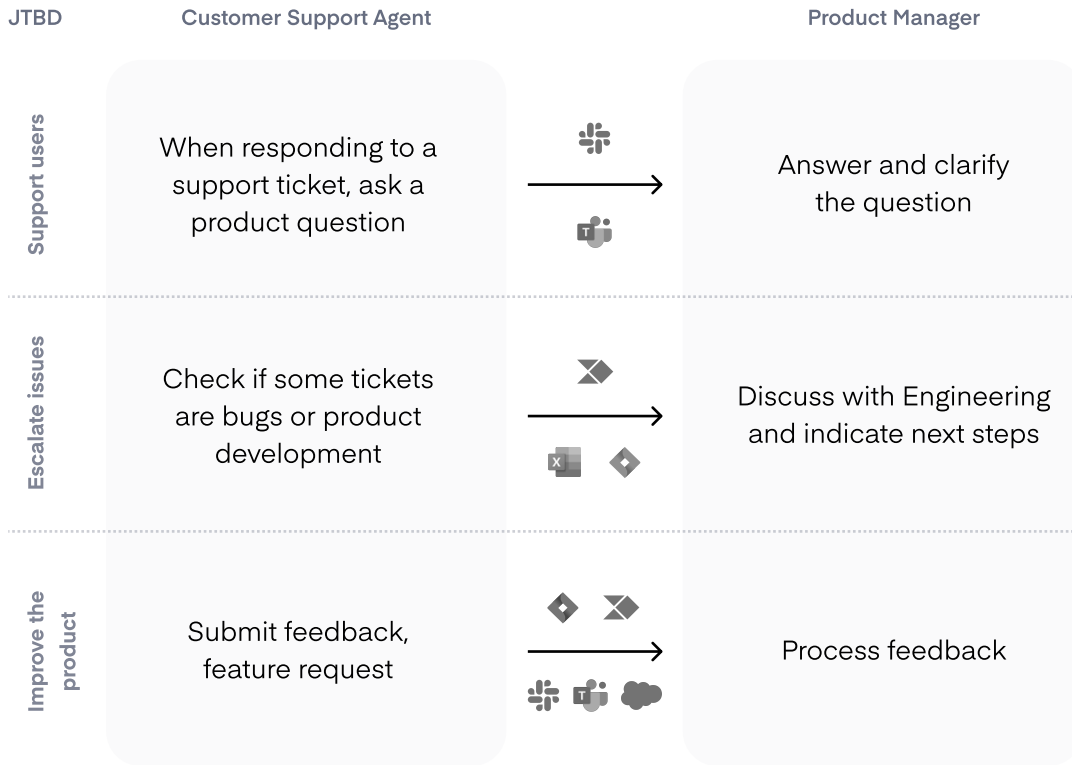 JTBD
Customer Support Agent
Product Manager
Support users
When responding to a
support ticket, ask a
product question
T
Answer and clarify
the question
Escalate issues
Check if some tickets
are bugs or product
development
X
Discuss with Engineering
and indicate next steps
Improve the
product
Submit feedback,
feature request
T
Process feedback